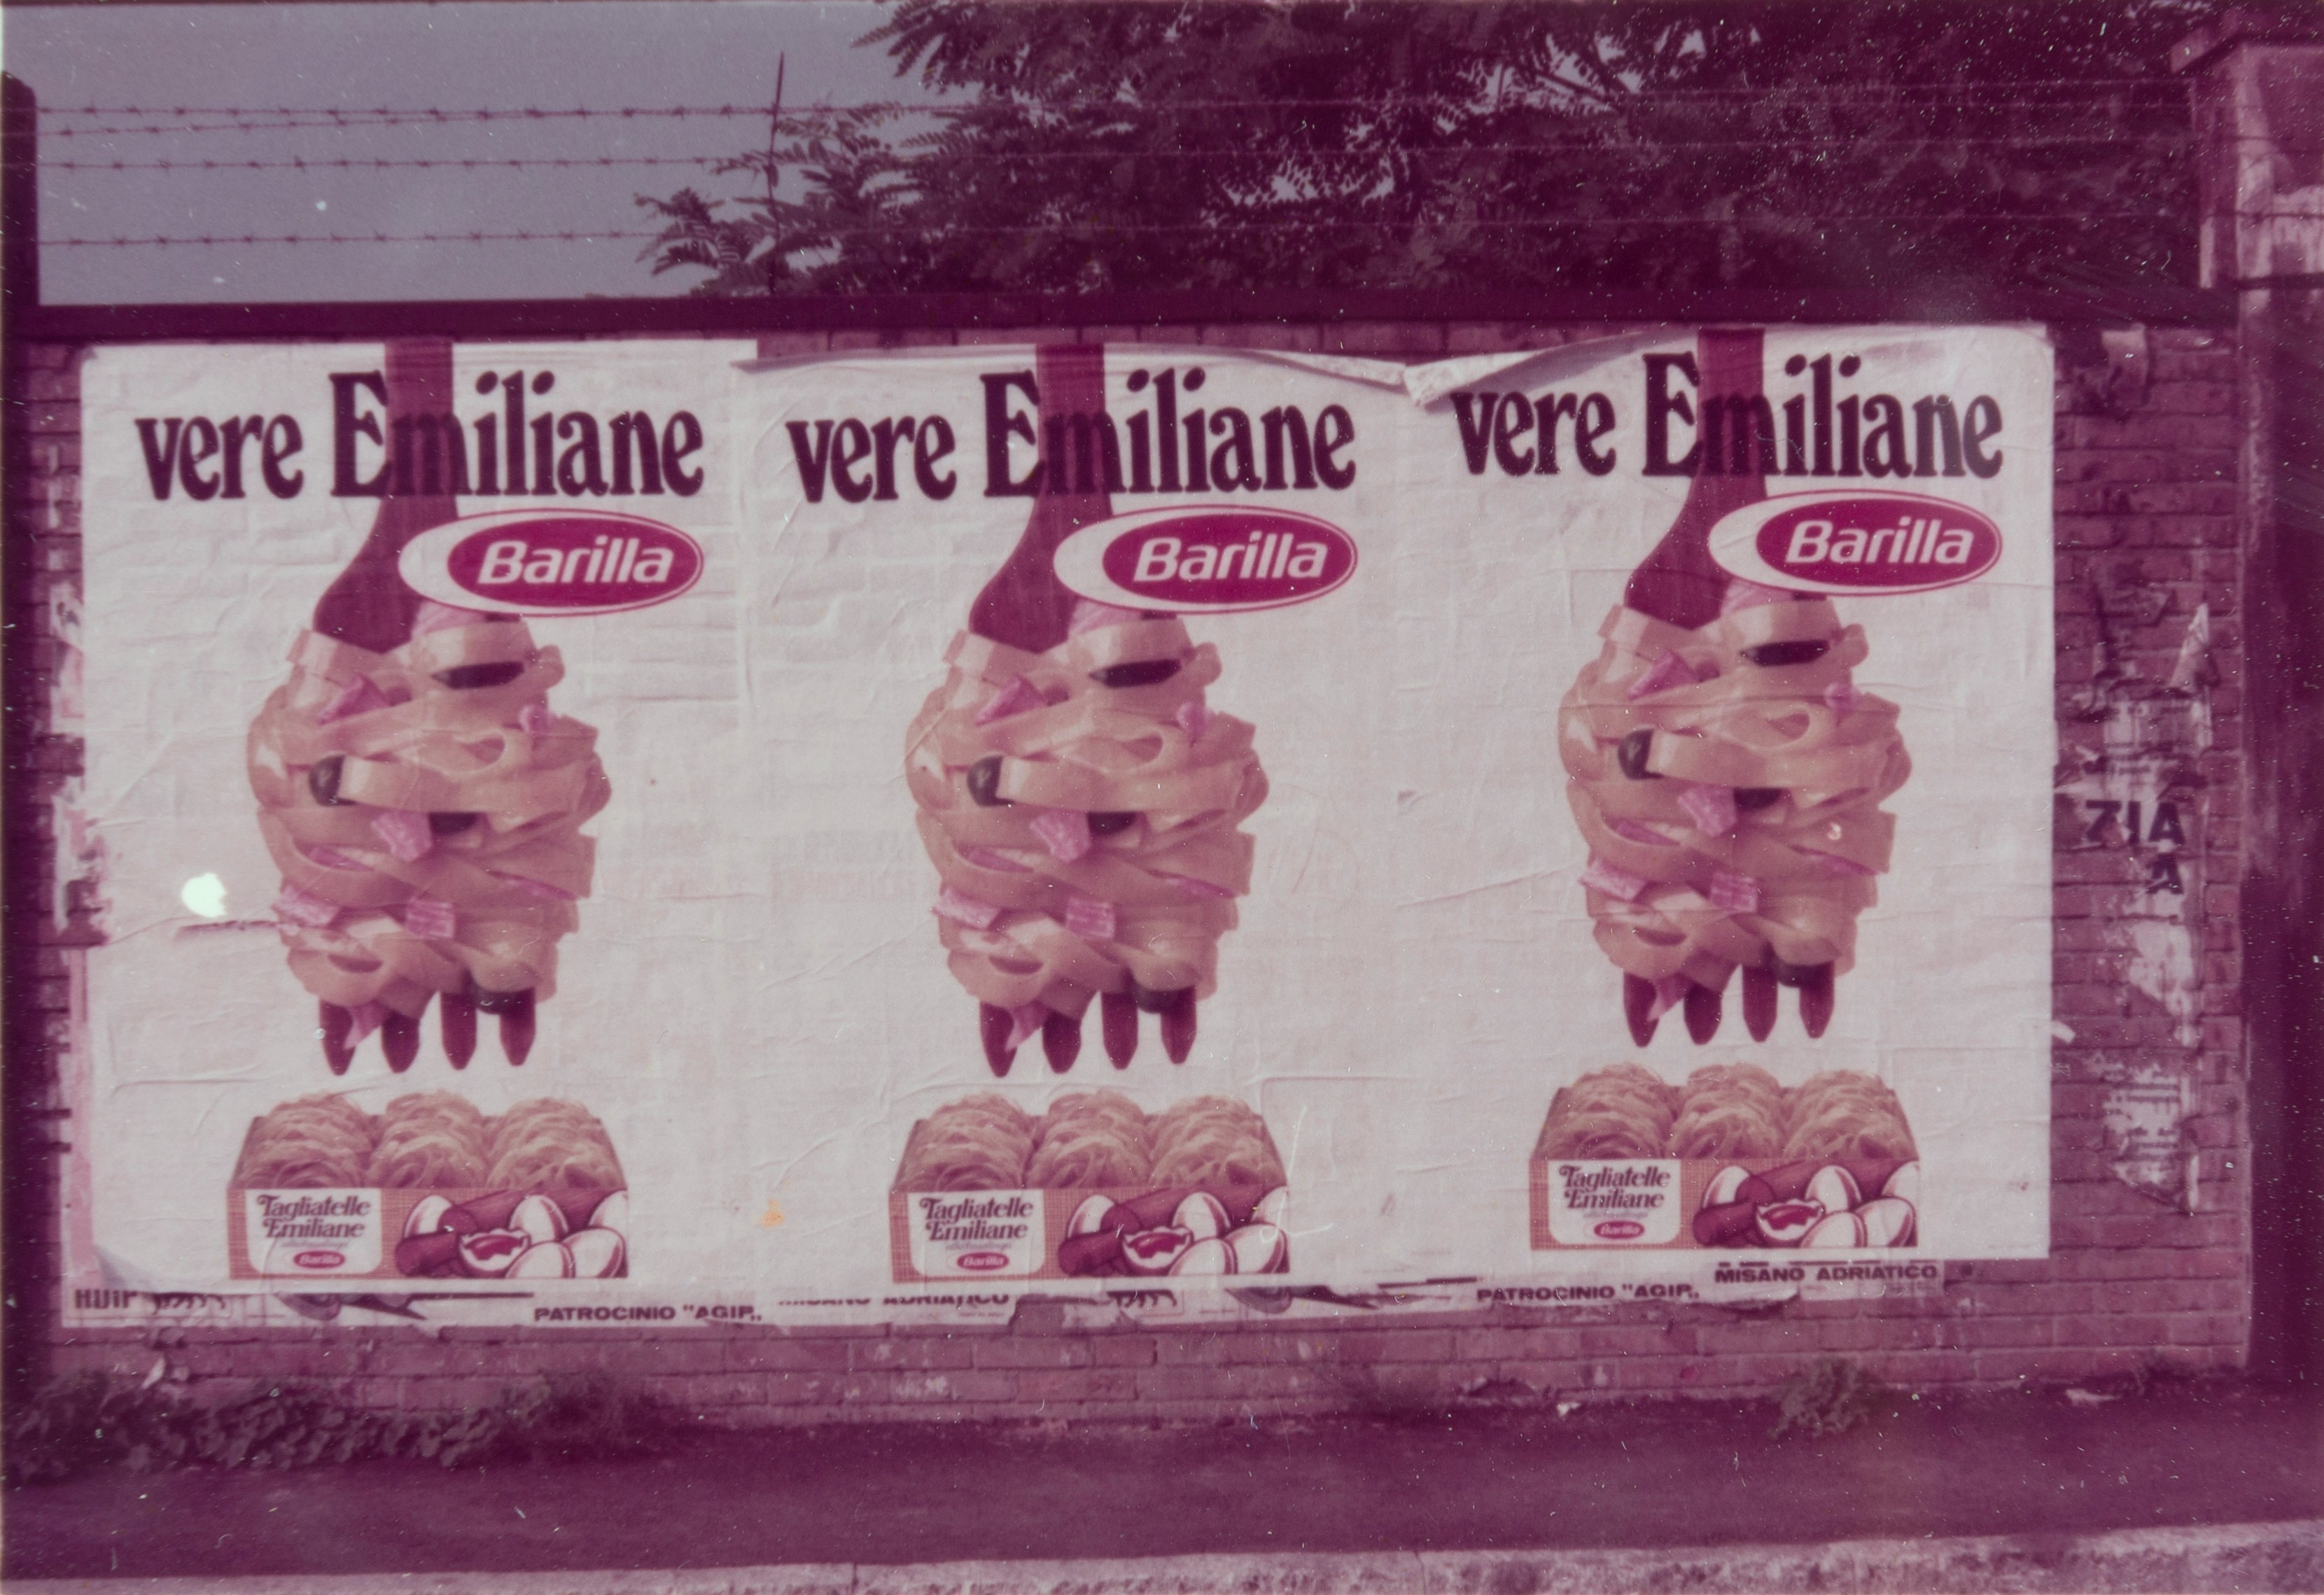 vere Emiliane
Barilla
Tagliatelle
Emiliane
Barilla
vere Emiliane
Barilla
Tagliatelle
Emiliane
Barilla
vere Emiliane
Barilla
Tagliatelle
Emiliane
Barilla
ZIA
A
PATROCINIO "AGIP„
MISANO ADRIATICO
PATROCINIO "AGIP„
MISANO ADRIATICO